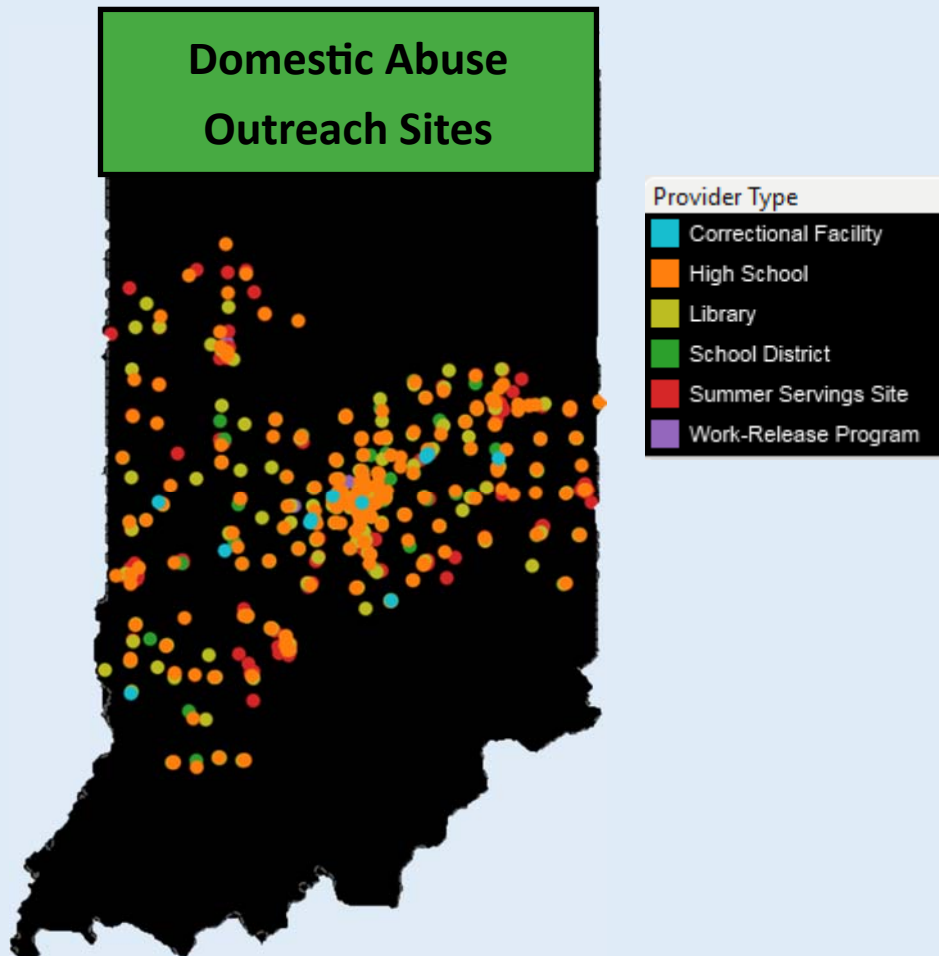 Domestic Abuse
Outreach Sites
Provider Type
Correctional Facility
High School
Library
School District
Summer Servings Site
Work-Release Program